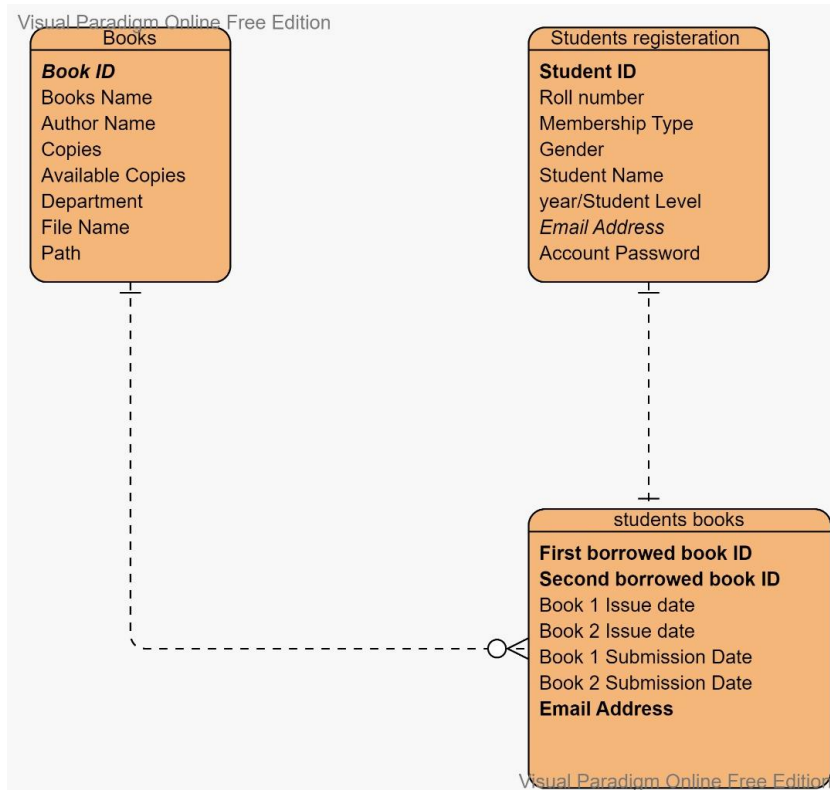 Visual Paradigm Online Free Edition
Books
Book ID
Books Name
Author Name
Copies
Available Copies
Department
File Name
Path
Students registeration
Student ID
Roll number
Membership Type
Gender
Student Name
year/Student Level
Email Address
Account Password
students books
First borrowed book ID
Second borrowed book ID
Book 1 Issue date
Book 2 Issue date
Book 1 Submission Date
Book 2 Submission Date
Email Address
Visual Paradigm Online Free Edition